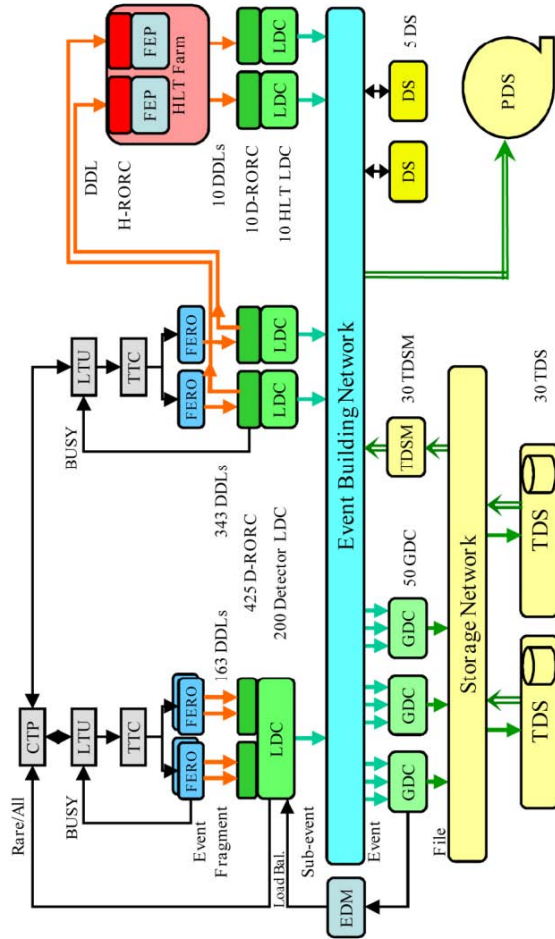 Rare/All
CTP
BUSY
LTU
TTC
BUSY
LTU
TTC
DDL
H-RORC
FEP
FEP
HLT Farm
FERO
FERO
Event
Fragment
163 DDLs
FERO
FERO
343 DDLs
10 DDLs
425 D-RORC
10 D-RORC
LDC
200 Detector LDC
LDC
LDC
10 HLT LDC
LDC
LDC
Load Bal.
Sub-event
EDM
Event Building Network
Event
GDC
GDC
GDC
50 GDC
TDSM
30 TDSM
DS
DS
5 DS
File
Storage Network
PDS
TDS
TDS
30 TDS